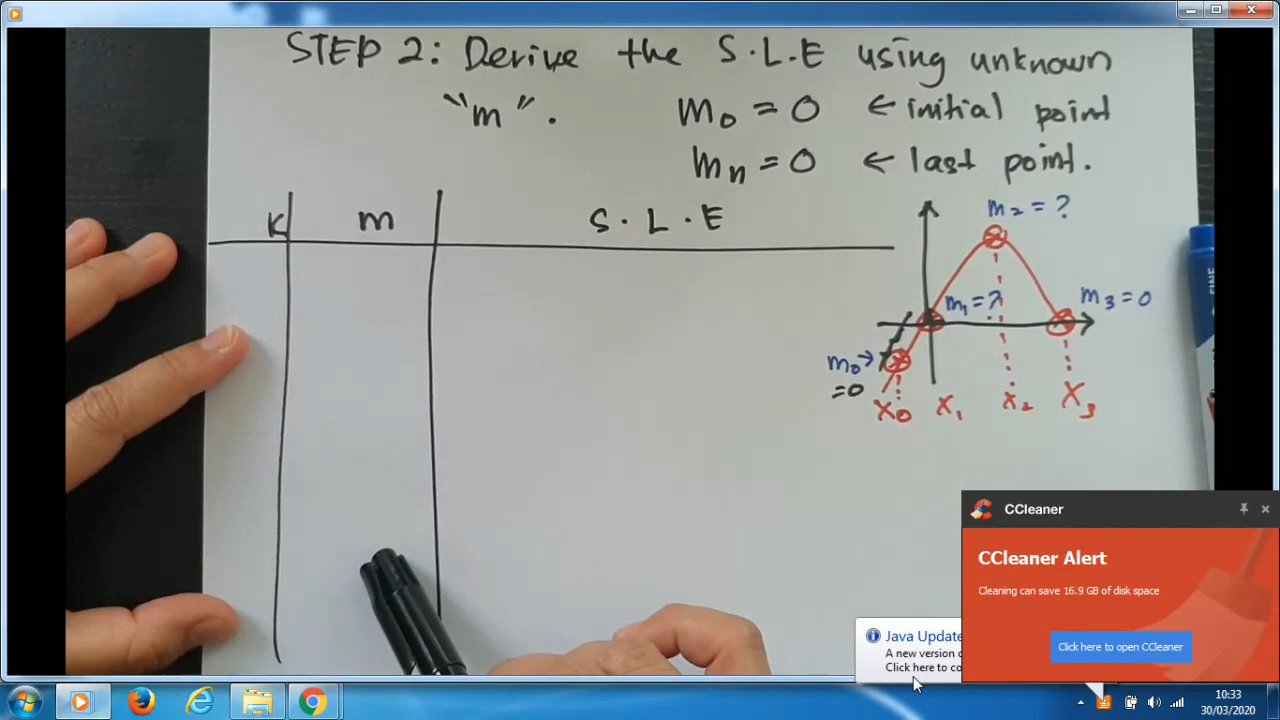 STEP 2: Derive the S.L.E using unknown
"m". m₀ = 0 ← initial point
mₙ = 0 ← last point.
K m S.L.E
m₂ = ?
m₁ = ?
m₃ = 0
m₀ →
= 0
x₀ x₁ x₂ x₃
CCleaner
CCleaner Alert
Cleaning can save 16.9 GB of disk space
Click here to open CCleaner
Java Update
A new version
Click here to
10:33
30/03/2020